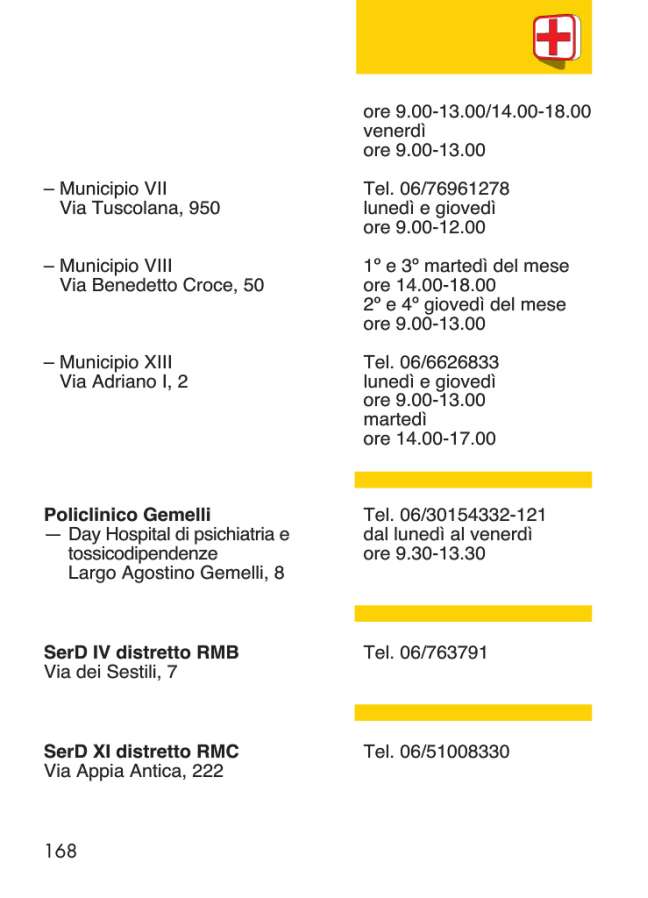 ore 9.00-13.00/14.00-18.00
venerdì
ore 9.00-13.00
– Municipio VII
Via Tuscolana, 950
Tel. 06/76961278
lunedì e giovedì
ore 9.00-12.00
– Municipio VIII
Via Benedetto Croce, 50
1º e 3º martedì del mese
ore 14.00-18.00
2º e 4º giovedì del mese
ore 9.00-13.00
– Municipio XIII
Via Adriano I, 2
Tel. 06/6626833
lunedì e giovedì
ore 9.00-13.00
martedì
ore 14.00-17.00
Policlinico Gemelli
— Day Hospital di psichiatria e
tossicodipendenze
Largo Agostino Gemelli, 8
Tel. 06/30154332-121
dal lunedì al venerdì
ore 9.30-13.30
SerD IV distretto RMB
Via dei Sestili, 7
Tel. 06/763791
SerD XI distretto RMC
Via Appia Antica, 222
Tel. 06/51008330
168